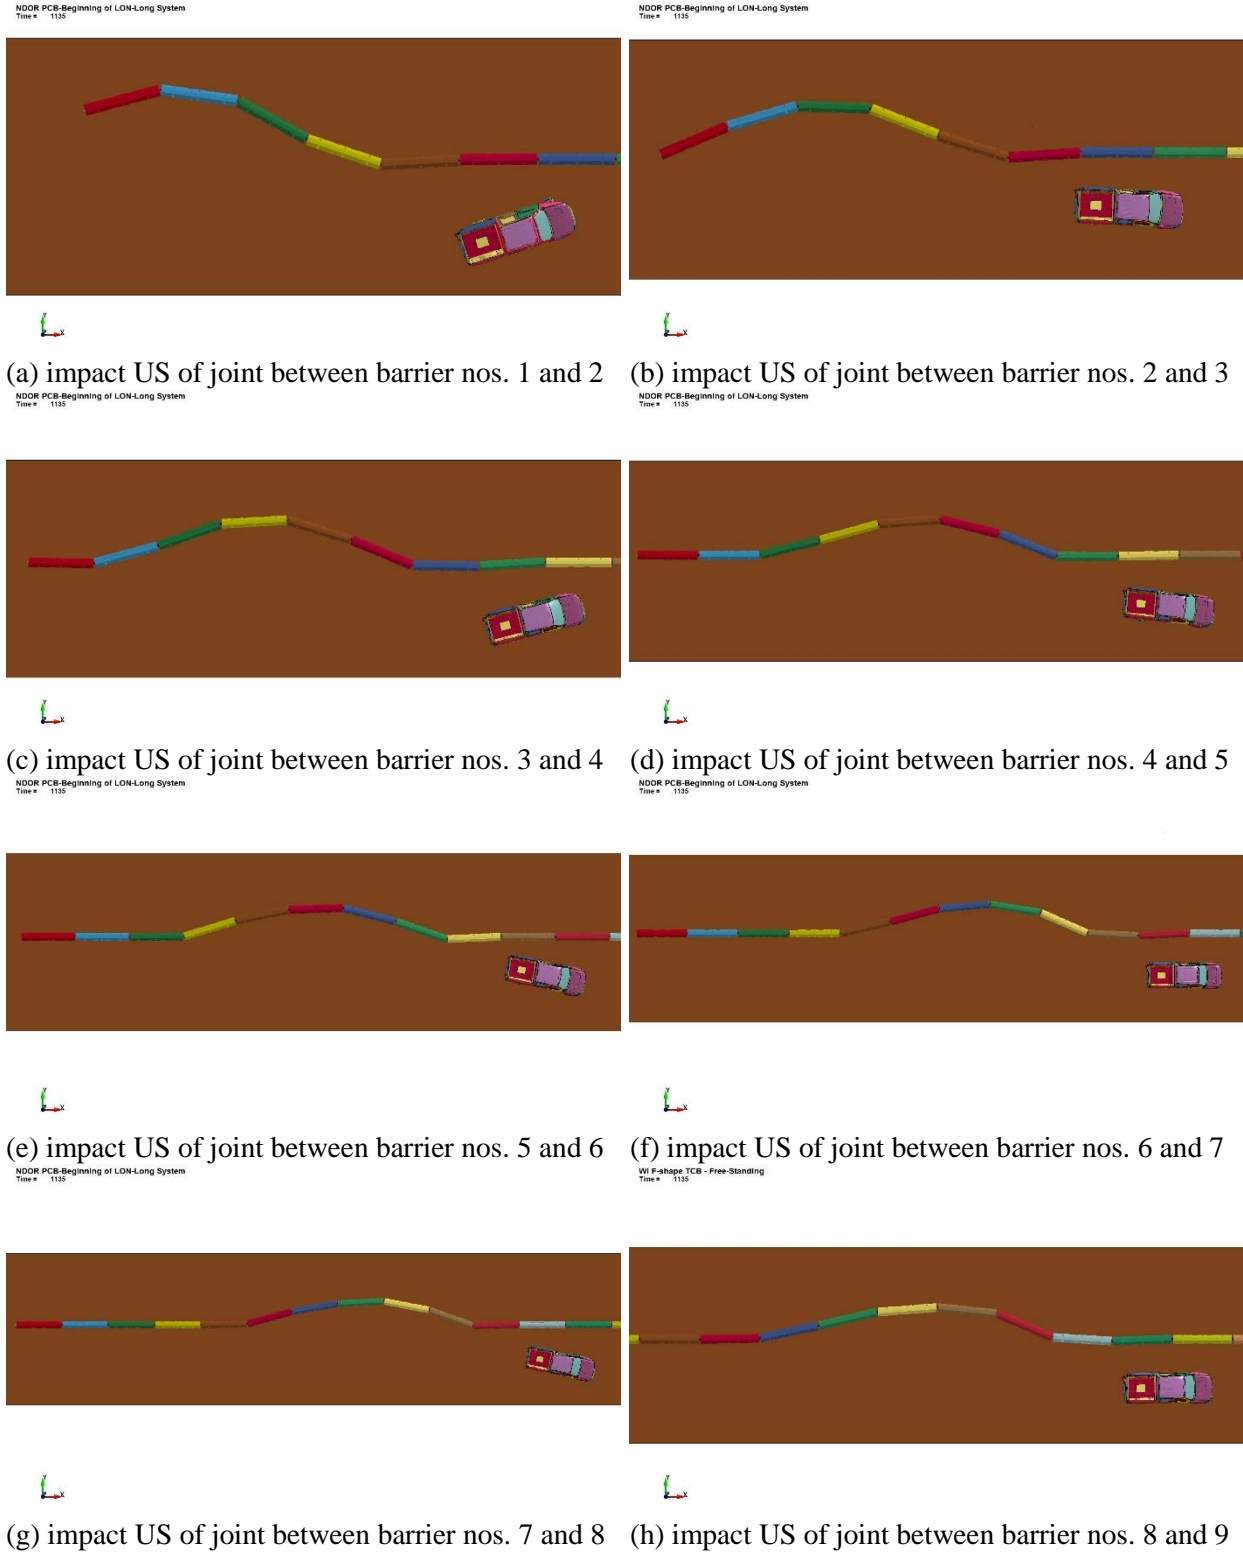 NDOR PCB-Beginning of LON-Long System
Time = 1135
NDOR PCB-Beginning of LON-Long System
Time = 1135
(a) impact US of joint between barrier nos. 1 and 2
(b) impact US of joint between barrier nos. 2 and 3
NDOR PCB-Beginning of LON-Long System
Time = 1135
NDOR PCB-Beginning of LON-Long System
Time = 1135
(c) impact US of joint between barrier nos. 3 and 4
(d) impact US of joint between barrier nos. 4 and 5
NDOR PCB-Beginning of LON-Long System
Time = 1135
NDOR PCB-Beginning of LON-Long System
Time = 1135
(e) impact US of joint between barrier nos. 5 and 6
(f) impact US of joint between barrier nos. 6 and 7
NDOR PCB-Beginning of LON-Long System
Time = 1135
WI F-shape TCB - Free-Standing
Time = 1135
(g) impact US of joint between barrier nos. 7 and 8
(h) impact US of joint between barrier nos. 8 and 9